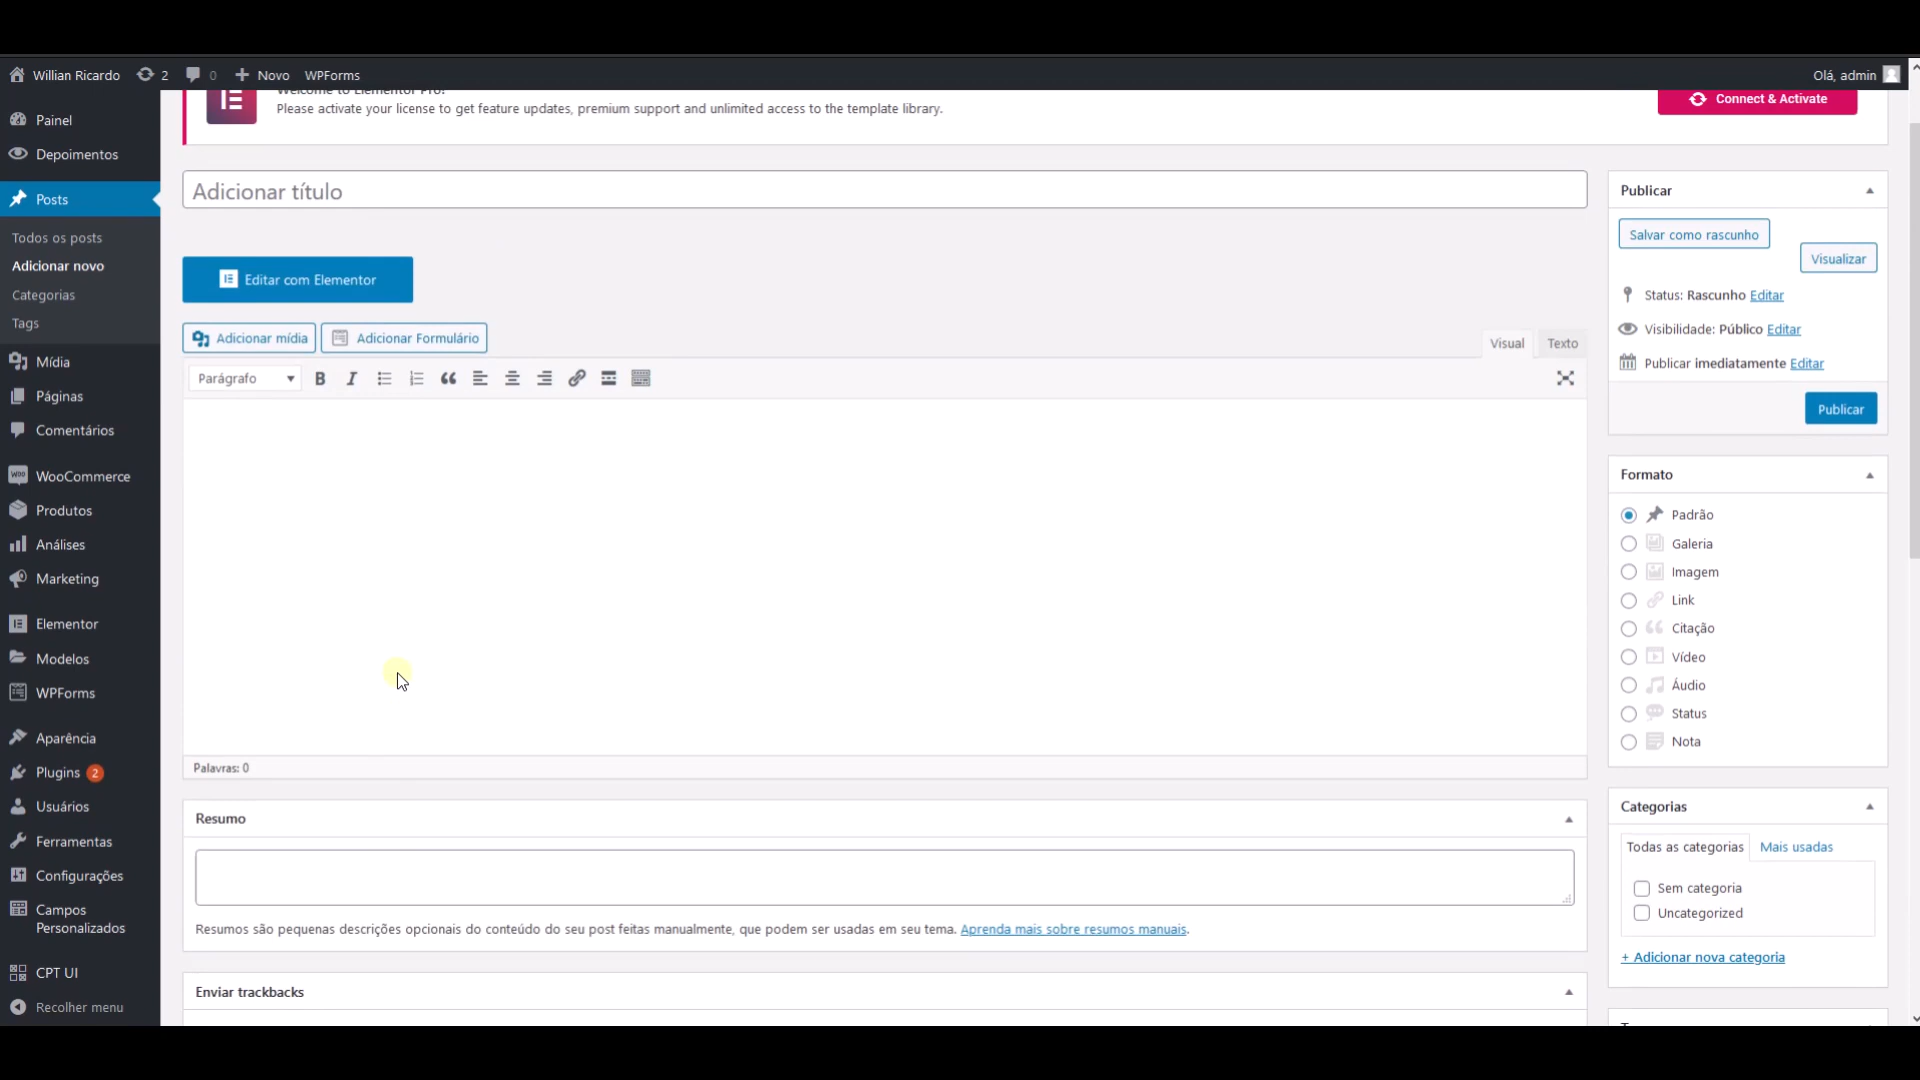 Willian Ricardo 2 0 Novo WPForms Olá, admin
Welcome to Elementor Pro!
Please activate your license to get feature updates, premium support and unlimited access to the template library.
Connect & Activate
Painel
Depoimentos
Posts
Todos os posts
Adicionar novo
Categorias
Tags
Mídia
Páginas
Comentários
WooCommerce
Produtos
Análises
Marketing
Elementor
Modelos
WPForms
Aparência
Plugins 2
Usuários
Ferramentas
Configurações
Campos
Personalizados
CPT UI
Recolher menu
Adicionar título
Editar com Elementor
Adicionar mídia Adicionar Formulário
Visual Texto
Parágrafo
Palavras: 0
Resumo
Resumos são pequenas descrições opcionais do conteúdo do seu post feitas manualmente, que podem ser usadas em seu tema. Aprenda mais sobre resumos manuais.
Enviar trackbacks
Publicar
Salvar como rascunho
Visualizar
Status: Rascunho Editar
Visibilidade: Público Editar
Publicar imediatamente Editar
Publicar
Formato
Padrão
Galeria
Imagem
Link
Citação
Vídeo
Áudio
Status
Nota
Categorias
Todas as categorias Mais usadas
Sem categoria
Uncategorized
+ Adicionar nova categoria